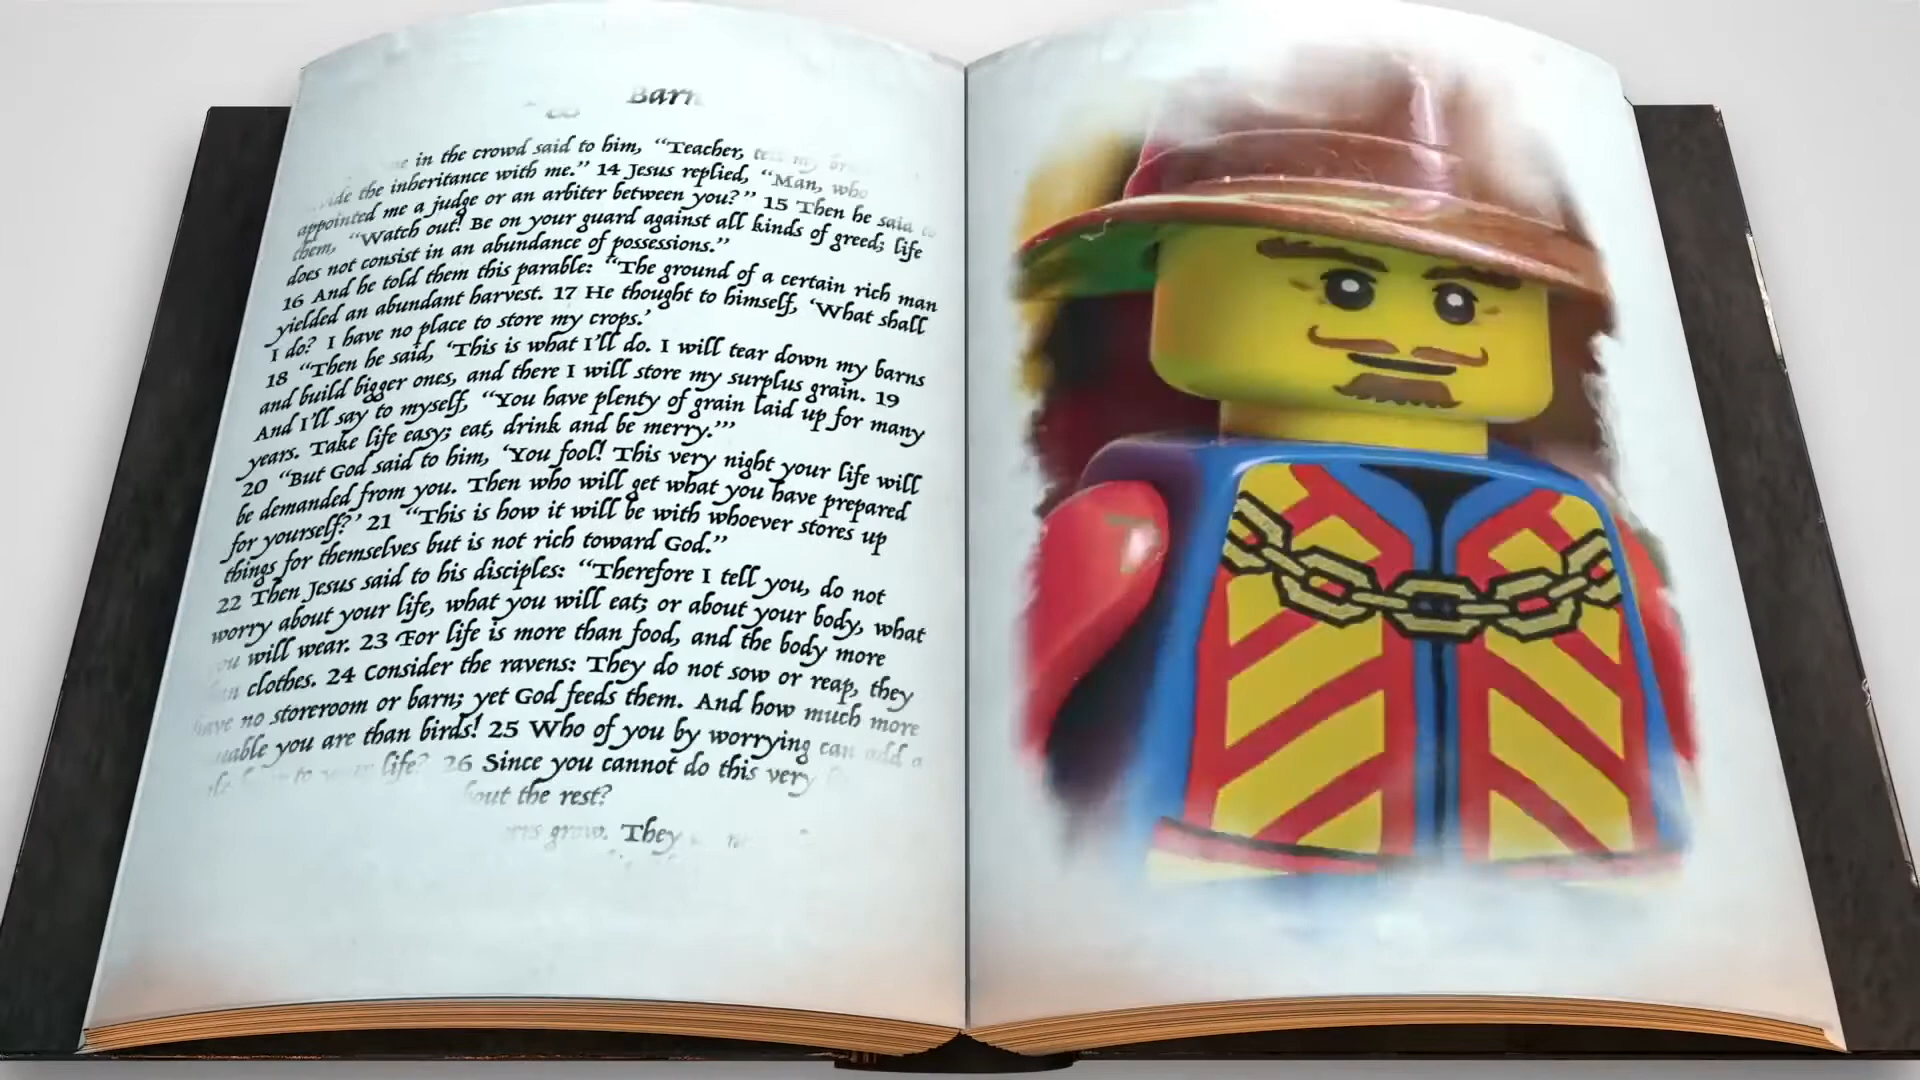 Barn
in the crowd said to him, “Teacher, tell my
the inheritance with me.” 14 Jesus replied, “Man, who
appointed me a judge or an arbiter between you?” 15 Then he said to
them, “Watch out! Be on your guard against all kinds of greed; life
does not consist in an abundance of possessions.”
16 And he told them this parable: “The ground of a certain rich man
yielded an abundant harvest. 17 He thought to himself, ‘What shall
I do? I have no place to store my crops.’
18 “Then he said, ‘This is what I’ll do. I will tear down my barns
and build bigger ones, and there I will store my surplus grain. 19
And I’ll say to myself, “You have plenty of grain laid up for many
years. Take life easy; eat, drink and be merry.”’
20 “But God said to him, ‘You fool! This very night your life will
be demanded from you. Then who will get what you have prepared
for yourself?’ 21 “This is how it will be with whoever stores up
things for themselves but is not rich toward God.”
22 Then Jesus said to his disciples: “Therefore I tell you, do not
worry about your life, what you will eat; or about your body, what
will wear. 23 For life is more than food, and the body more
clothes. 24 Consider the ravens: They do not sow or reap, they
have no storeroom or barn; yet God feeds them. And how much more
you are than birds! 25 Who of you by worrying can add a
to your life? 26 Since you cannot do this very
the rest?
grow. They